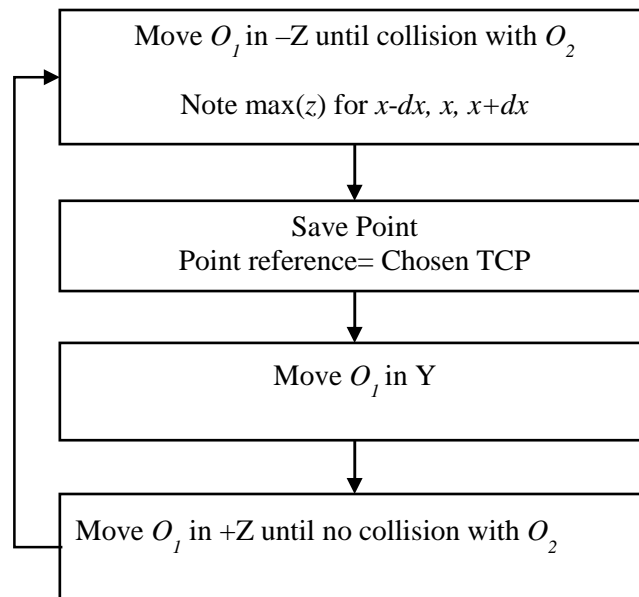 Move O₁ in –Z until collision with O₂
Note max(z) for x-dx, x, x+dx
Save Point
Point reference= Chosen TCP
Move O₁ in Y
Move O₁ in +Z until no collision with O₂